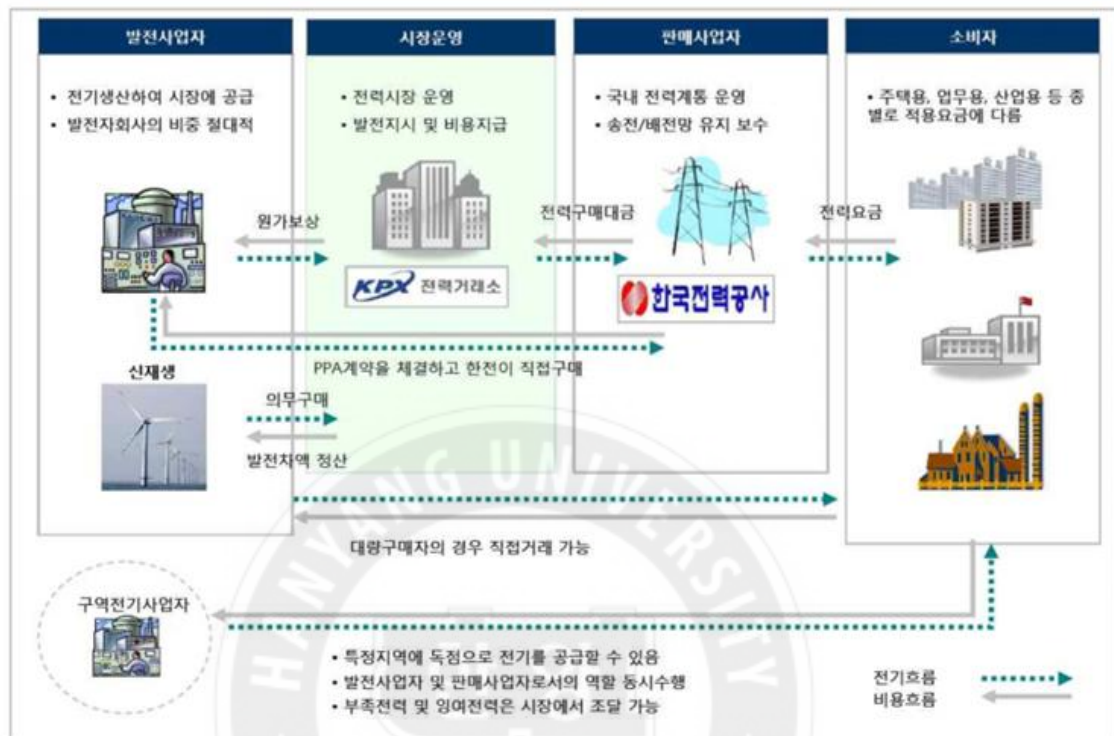 발전사업자
시장운영
판매사업자
소비자
• 전기생산하여 시장에 공급
• 발전자회사의 비중 절대적
• 전력시장 운영
• 발전지시 및 비용지급
• 국내 전력계통 운영
• 송전/배전망 유지 보수
• 주택용, 업무용, 산업용 등 종
별로 적용요금에 다름
원가보상
전력구매대금
전력요금
KPX 전력거래소
한국전력공사
PPA계약을 체결하고 한전이 직접구매
신재생
의무구매
발전차액 정산
대량구매자의 경우 직접거래 가능
구역전기사업자
• 특정지역에 독점으로 전기를 공급할 수 있음
• 발전사업자 및 판매사업자로서의 역할 동시수행
• 부족전력 및 잉여전력은 시장에서 조달 가능
전기흐름
비용흐름
HANYANG UNIVERSITY